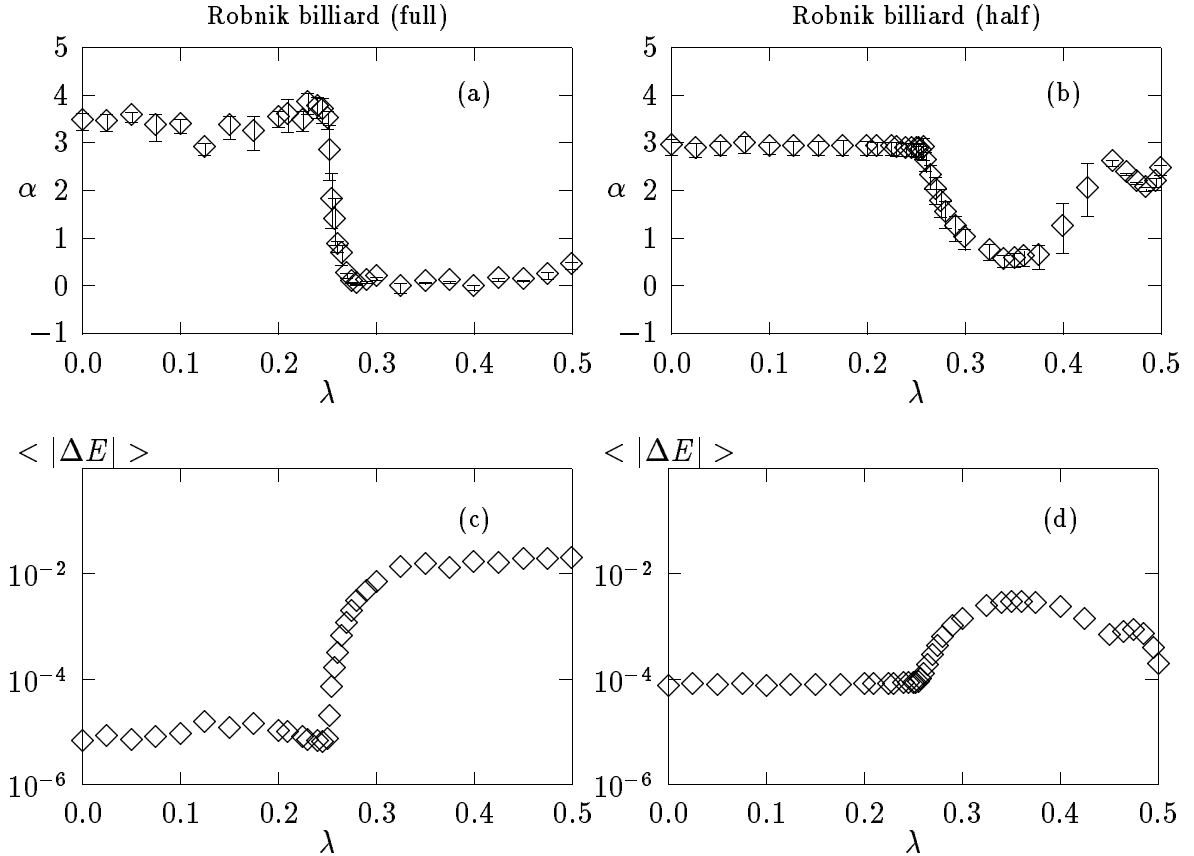 Robnik billiard (full)
5
4
3
2
1
0
−1
α
(a)
0.0 0.1 0.2 0.3 0.4 0.5
λ
Robnik billiard (half)
5
4
3
2
1
0
−1
α
(b)
0.0 0.1 0.2 0.3 0.4 0.5
λ
< |ΔE| >
(c)
10⁻²
10⁻⁴
10⁻⁶
0.0 0.1 0.2 0.3 0.4 0.5
λ
< |ΔE| >
(d)
10⁻²
10⁻⁴
10⁻⁶
0.0 0.1 0.2 0.3 0.4 0.5
λ